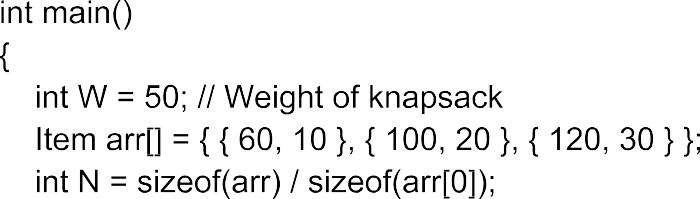 int main()
{
int W = 50; // Weight of knapsack
Item arr[] = { { 60, 10 }, { 100, 20 }, { 120, 30 } };
int N = sizeof(arr) / sizeof(arr[0]);